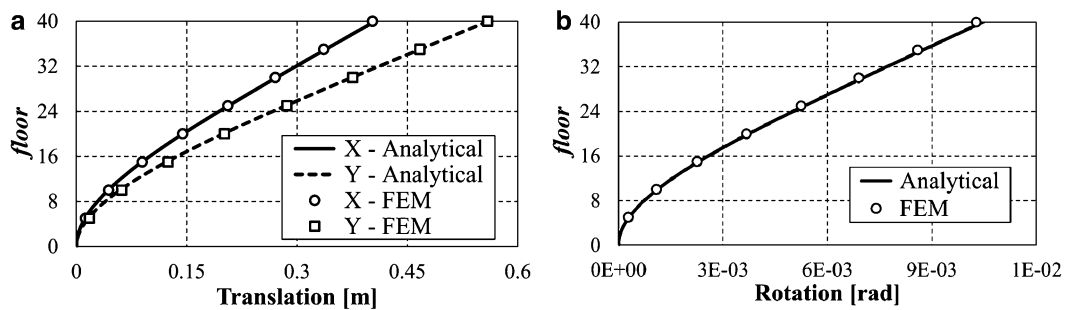 a
floor
40
32
24
16
8
0
0
0.15
0.3
0.45
0.6
Translation [m]
X - Analytical
Y - Analytical
X - FEM
Y - FEM
b
floor
40
32
24
16
8
0
0E+00
3E-03
6E-03
9E-03
1E-02
Rotation [rad]
Analytical
FEM